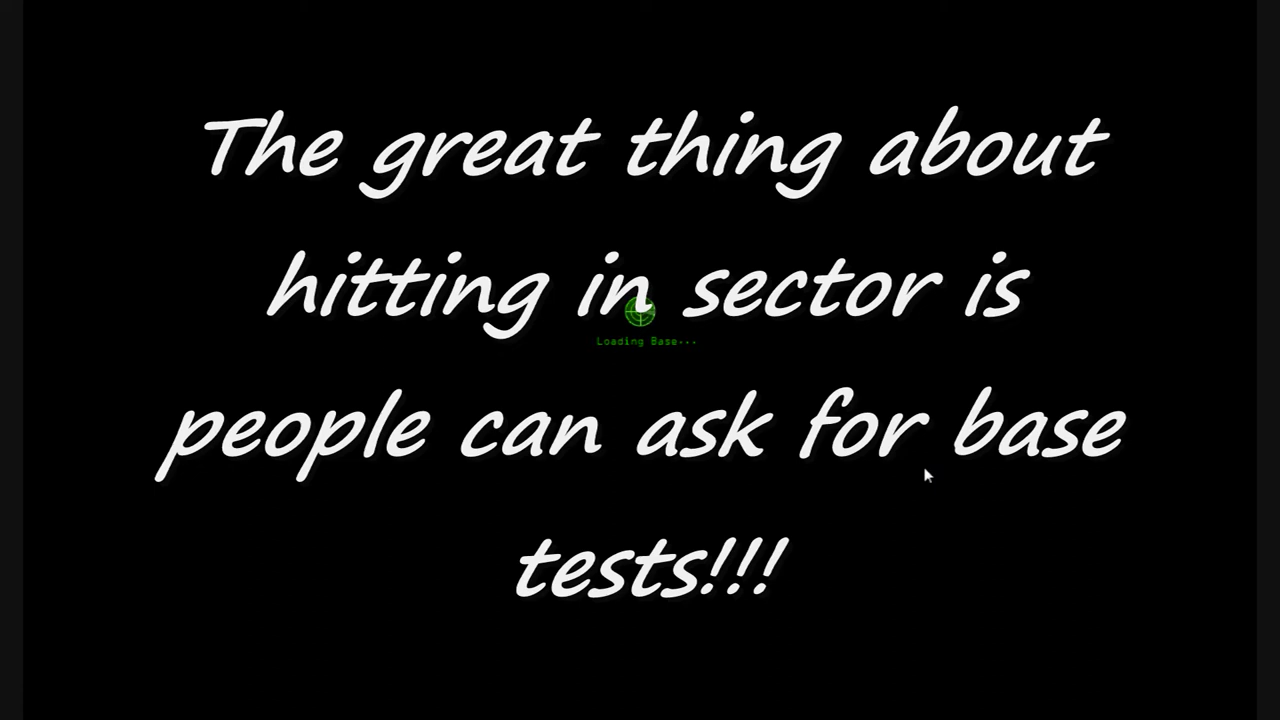 The great thing about
hitting in sector is
Loading Base...
people can ask for base
tests!!!